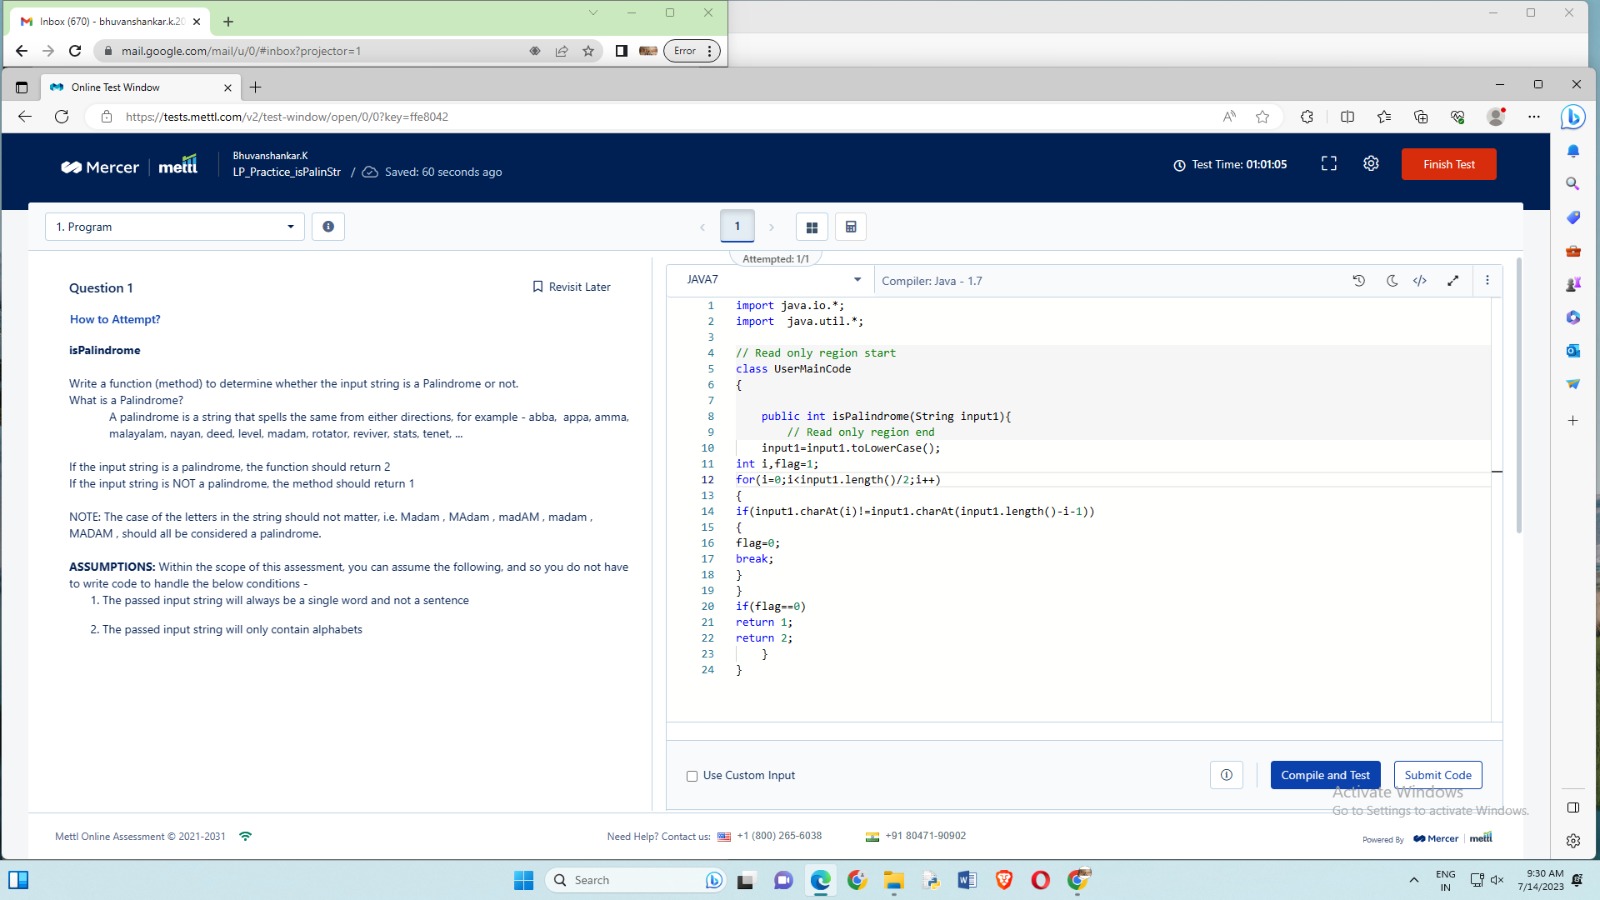 Inbox (670) - bhuvanshankar.k.20
mail.google.com/mail/u/0/#inbox?projector=1
Error
Online Test Window
https://tests.mettl.com/v2/test-window/open/0/0?key=ffe8042
Mercer | mettl
Bhuvanshankar.K
LP_Practice_isPalinStr / Saved: 60 seconds ago
Test Time: 01:01:05
Finish Test
1. Program
1
Attempted: 1/1
Question 1
Revisit Later
How to Attempt?
isPalindrome
Write a function (method) to determine whether the input string is a Palindrome or not.
What is a Palindrome?
A palindrome is a string that spells the same from either directions, for example - abba, appa, amma,
malayalam, nayan, deed, level, madam, rotator, reviver, stats, tenet, ...
If the input string is a palindrome, the function should return 2
If the input string is NOT a palindrome, the method should return 1
NOTE: The case of the letters in the string should not matter, i.e. Madam , MAdam , madAM , madam ,
MADAM , should all be considered a palindrome.
ASSUMPTIONS: Within the scope of this assessment, you can assume the following, and so you do not have
to write code to handle the below conditions -
1. The passed input string will always be a single word and not a sentence
2. The passed input string will only contain alphabets
JAVA7
Compiler: Java - 1.7
1 import java.io.*;
2 import  java.util.*;
3
4 // Read only region start
5 class UserMainCode
6 {
7
8     public int isPalindrome(String input1){
9         // Read only region end
10     input1=input1.toLowerCase();
11 int i,flag=1;
12 for(i=0;i<input1.length()/2;i++)
13 {
14 if(input1.charAt(i)!=input1.charAt(input1.length()-i-1))
15 {
16 flag=0;
17 break;
18 }
19 }
20 if(flag==0)
21 return 1;
22 return 2;
23     }
24 }
Use Custom Input
Compile and Test
Submit Code
Activate Windows
Go to Settings to activate Windows.
Mettl Online Assessment © 2021-2031
Need Help? Contact us: +1 (800) 265-6038
+91 80471-90902
Powered By Mercer | mettl
Search
ENG
IN
9:30 AM
7/14/2023